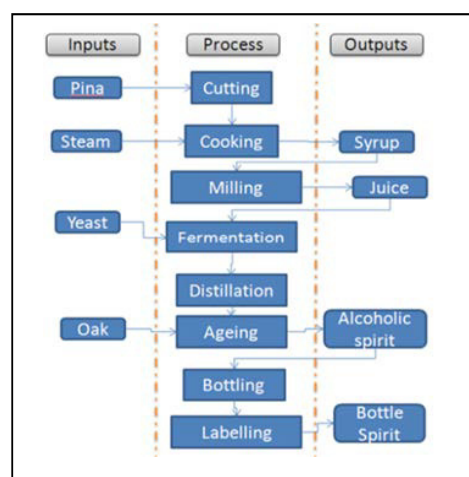 Inputs
Process
Outputs
Pina
Cutting
Steam
Cooking
Syrup
Milling
Juice
Yeast
Fermentation
Distillation
Oak
Ageing
Alcoholic
spirit
Bottling
Labelling
Bottle
Spirit